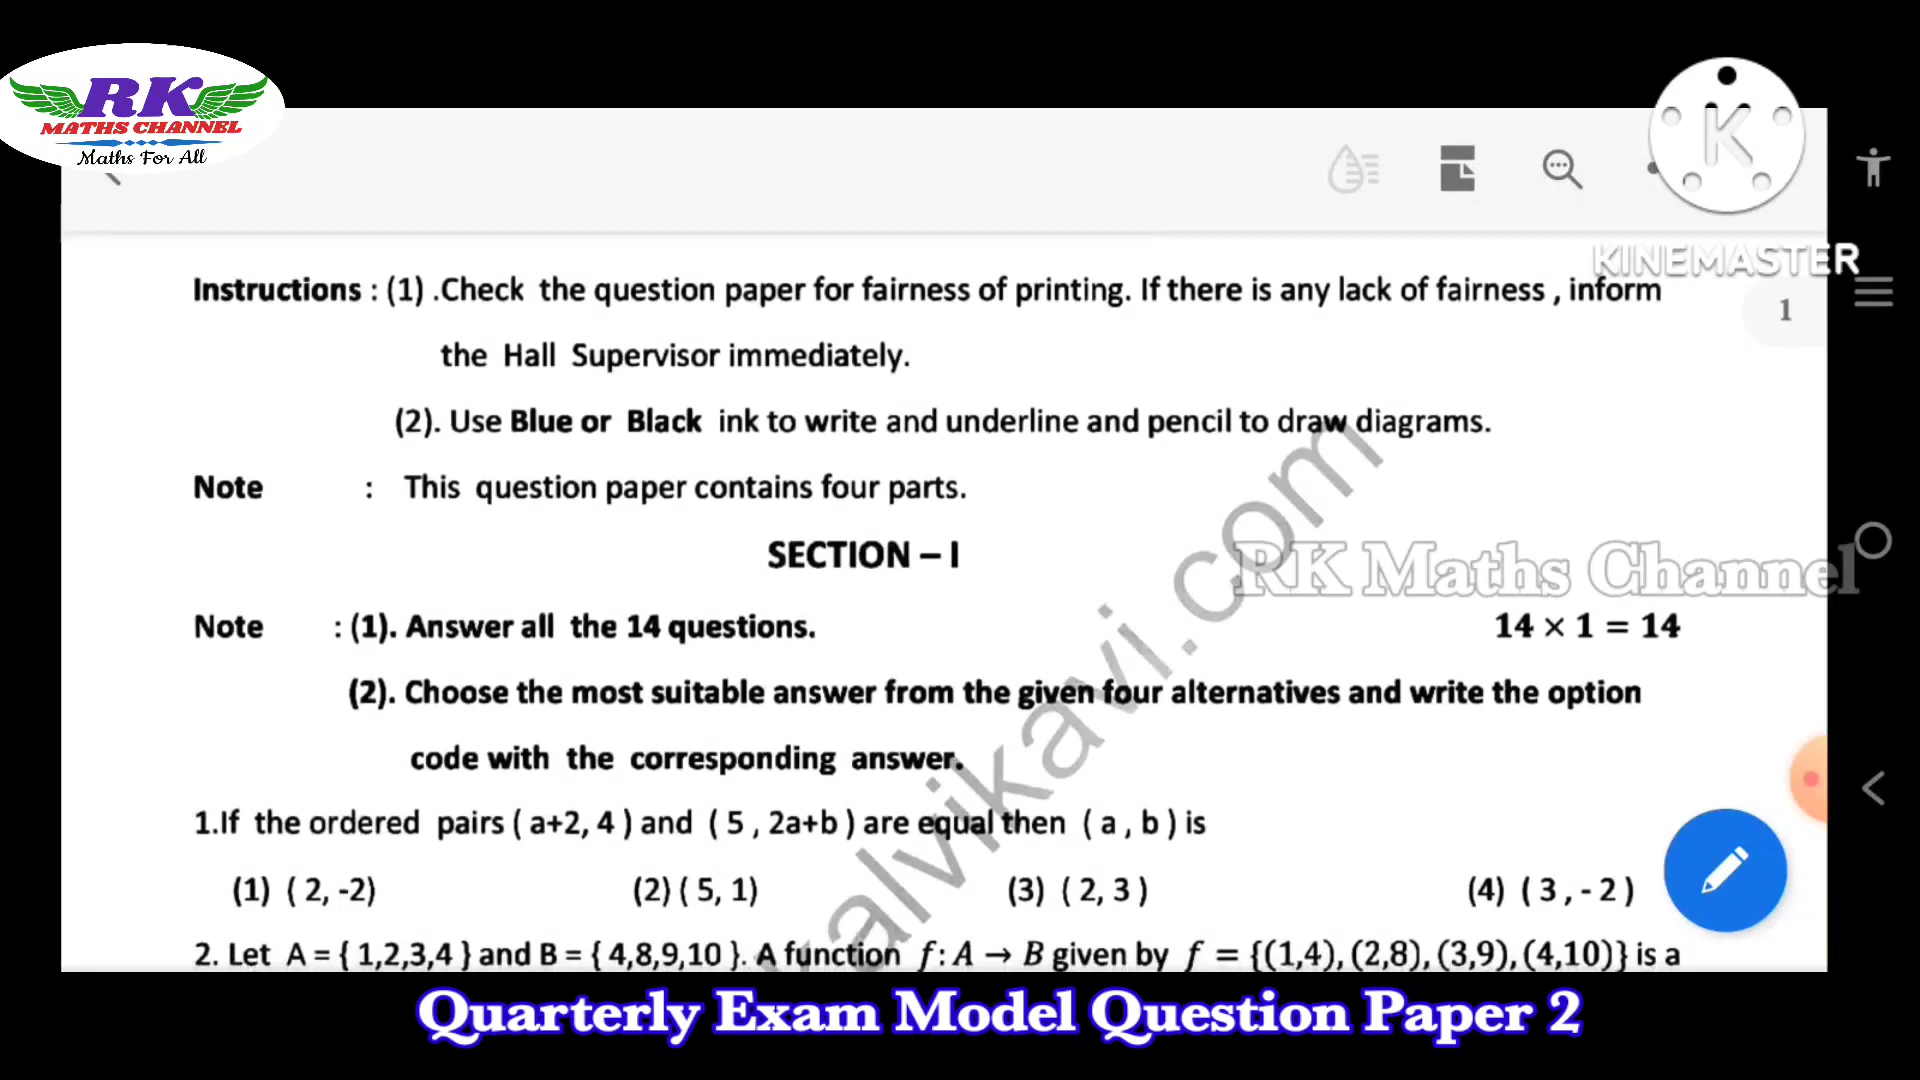 RK
MATHS CHANNEL
Maths For All
K
KINEMASTER
1
Instructions : (1) .Check the question paper for fairness of printing. If there is any lack of fairness , inform
the Hall Supervisor immediately.
(2). Use Blue or Black ink to write and underline and pencil to draw diagrams.
Note : This question paper contains four parts.
SECTION – I
RK Maths Channel
Note : (1). Answer all the 14 questions. 14 × 1 = 14
(2). Choose the most suitable answer from the given four alternatives and write the option
code with the corresponding answer.
kalvikavi.com
1.If the ordered pairs ( a+2, 4 ) and ( 5 , 2a+b ) are equal then ( a , b ) is
(1) ( 2, -2) (2) ( 5, 1) (3) ( 2, 3 ) (4) ( 3 , - 2 )
2. Let A = { 1,2,3,4 } and B = { 4,8,9,10 }. A function f: A → B given by f = {(1,4), (2,8), (3,9), (4,10)} is a
Quarterly Exam Model Question Paper 2